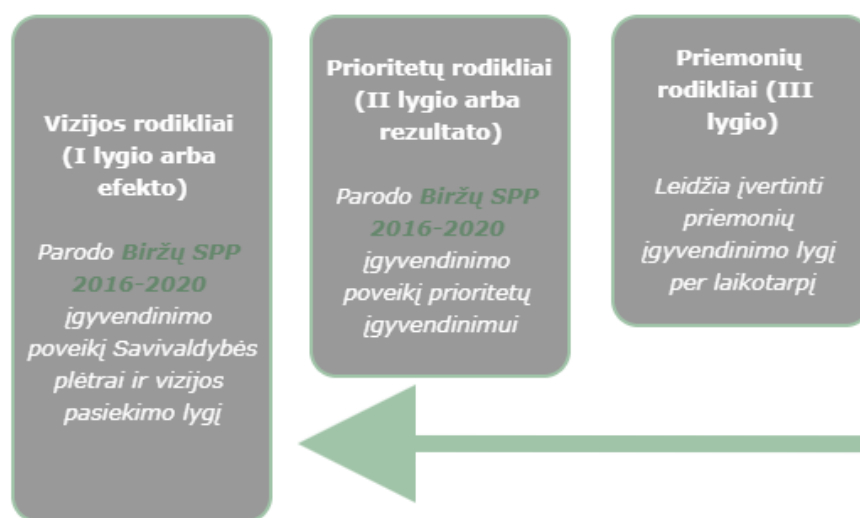 Vizijos rodikliai
(I lygio arba
efekto)
Parodo Biržų SPP
2016-2020
įgyvendinimo
poveikį Savivaldybės
plėtrai ir vizijos
pasiekimo lygį
Prioritetų rodikliai
(II lygio arba
rezultato)
Parodo Biržų SPP
2016-2020
įgyvendinimo
poveikį prioritetų
įgyvendinimui
Priemonių
rodikliai (III
lygio)
Leidžia įvertinti
priemonių
įgyvendinimo lygį
per laikotarpį